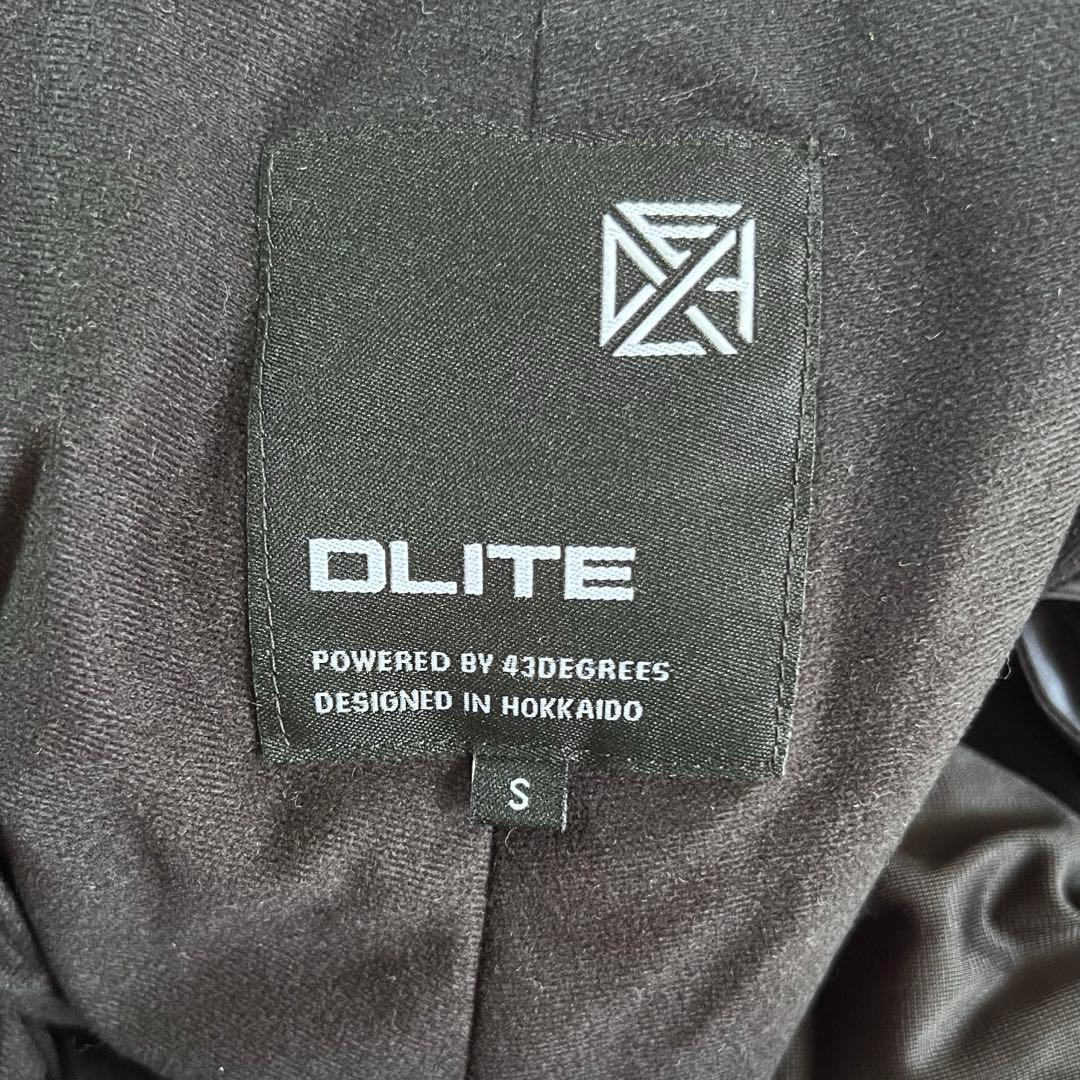 DLITE
POWERED BY 43DEGREES
DESIGNED IN HOKKAIDO
S